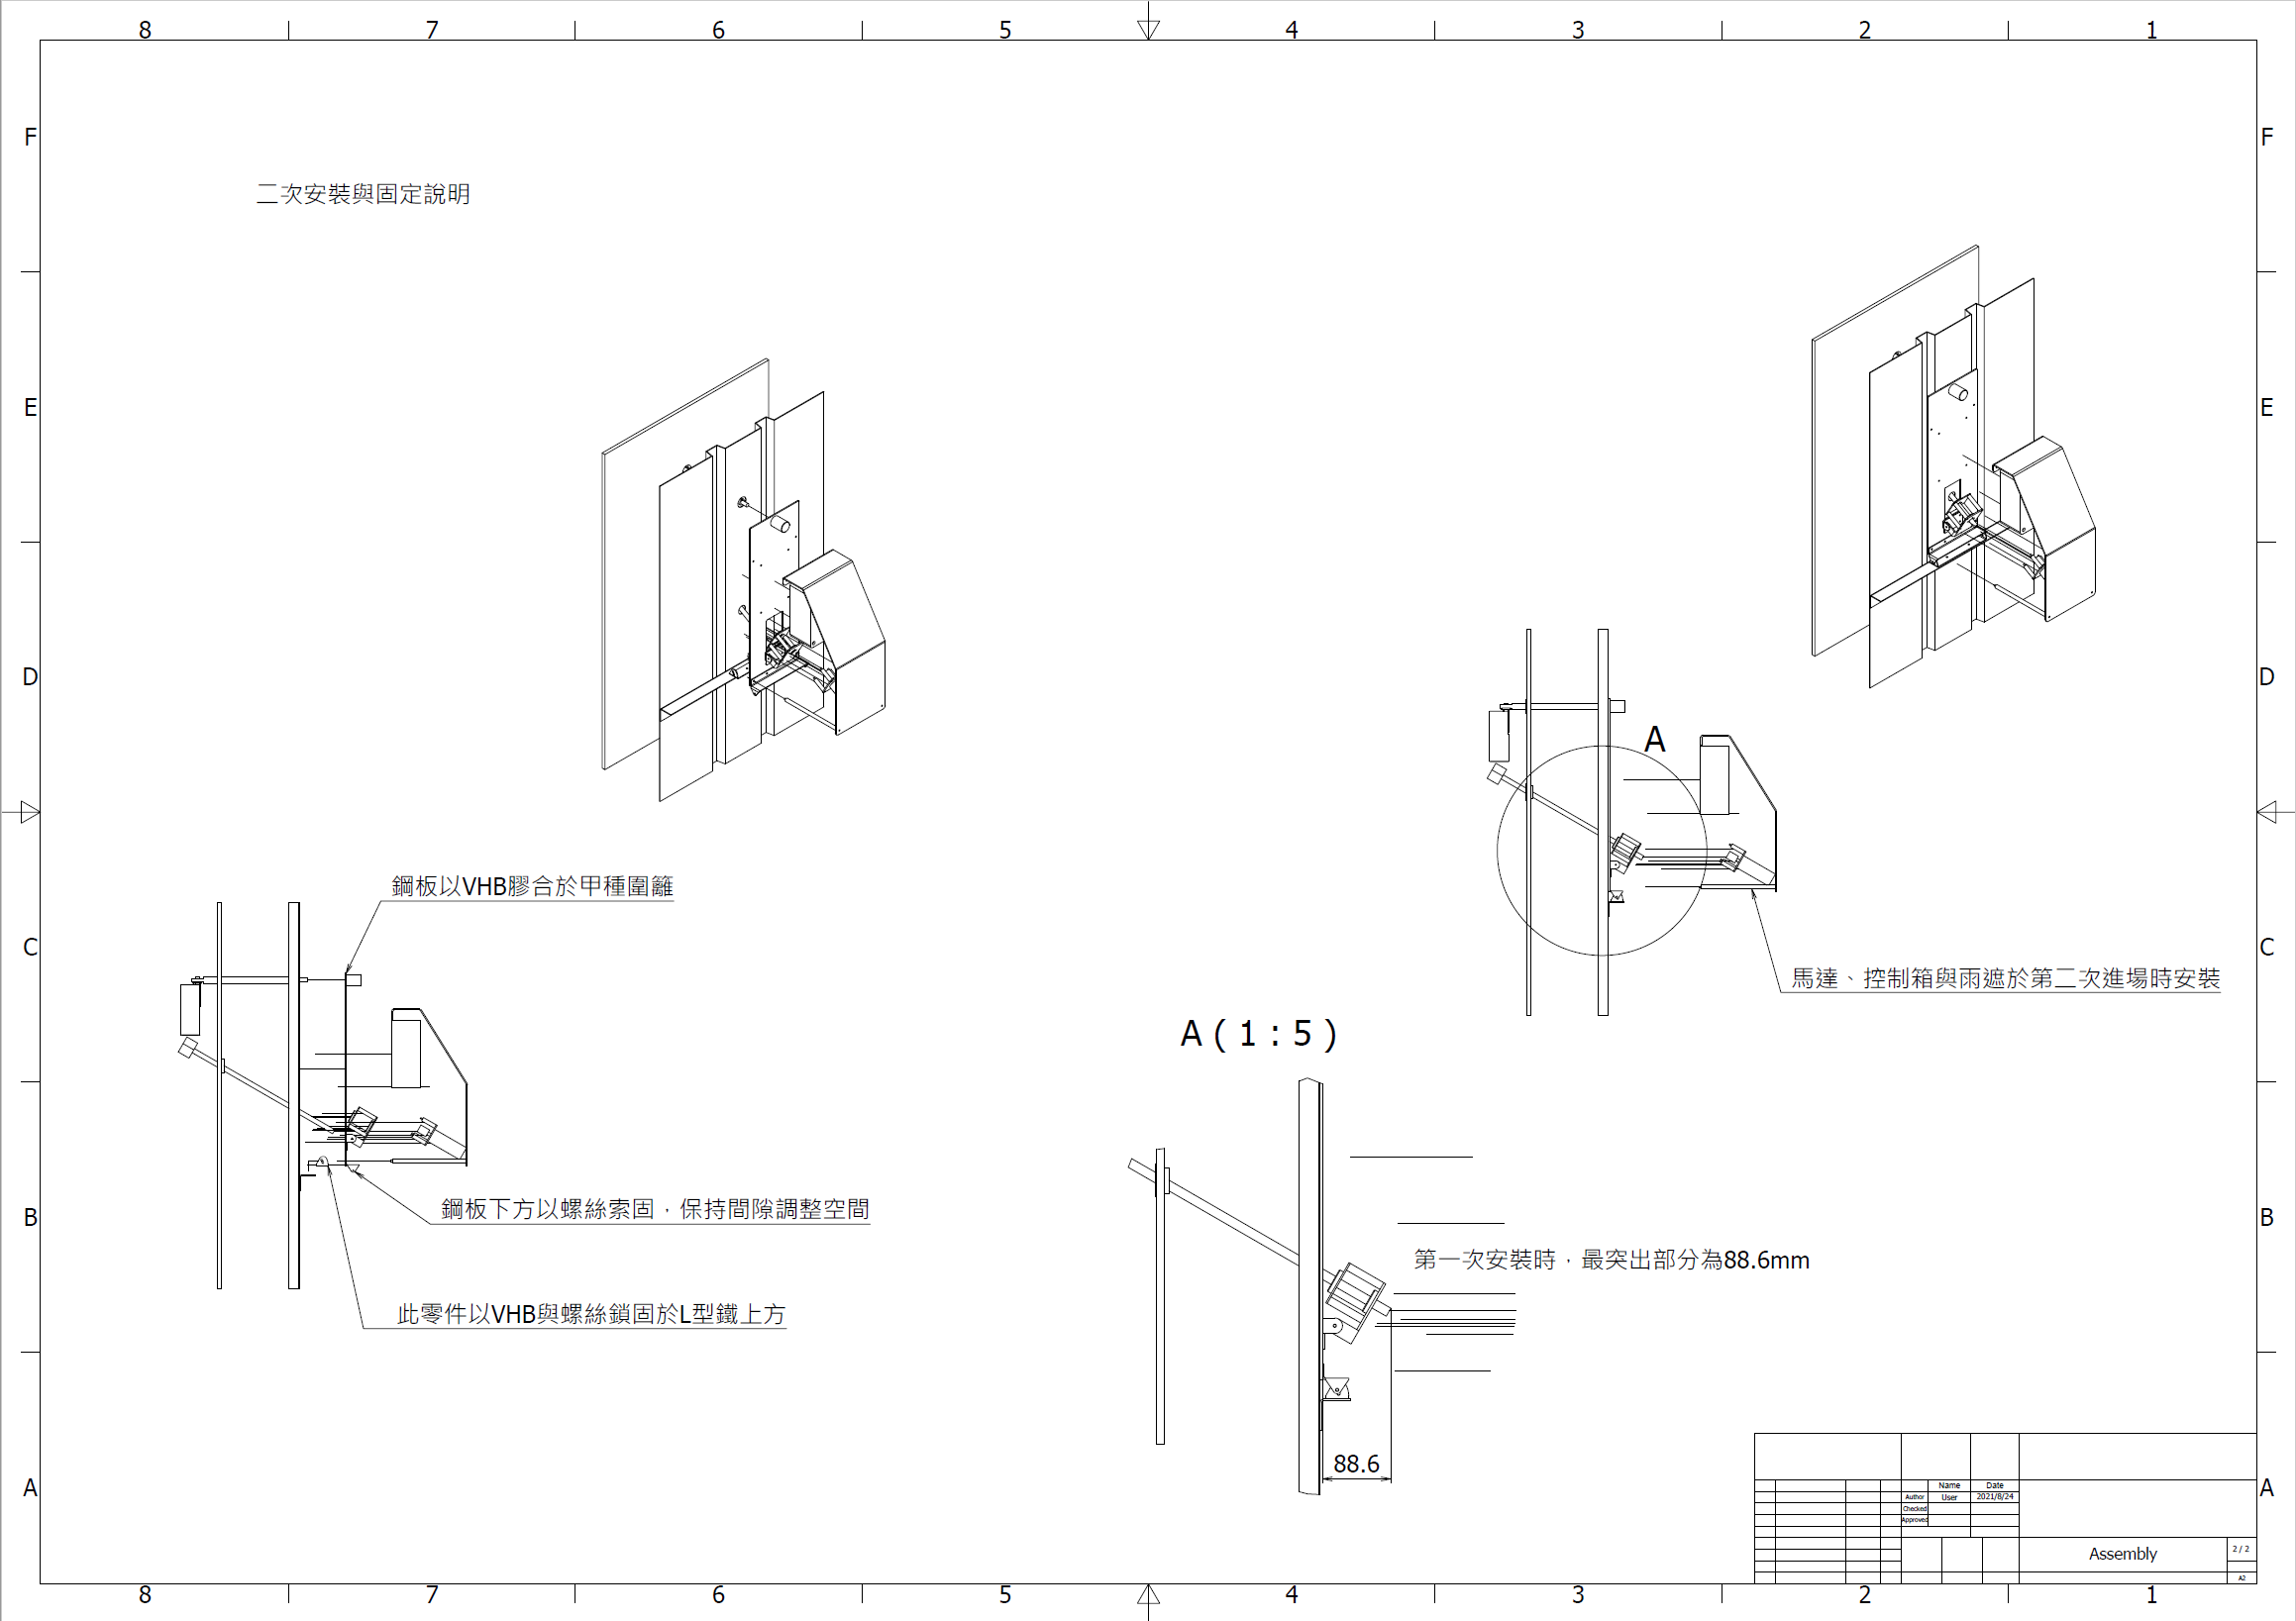 8 7 6 5 4 3 2 1
F F
二次安裝與固定說明
E E
D D
A
鋼板以VHB膠合於甲種圍籬
C C
馬達、控制箱與雨遮於第二次進場時安裝
A ( 1 : 5 )
鋼板下方以螺絲索固，保持間隙調整空間
B B
第一次安裝時，最突出部分為88.6mm
此零件以VHB與螺絲鎖固於L型鐵上方
88.6
A A
Name Date
Author User 2021/8/24
Checked
Approved
Assembly 2 / 2
A2
8 7 6 5 4 3 2 1